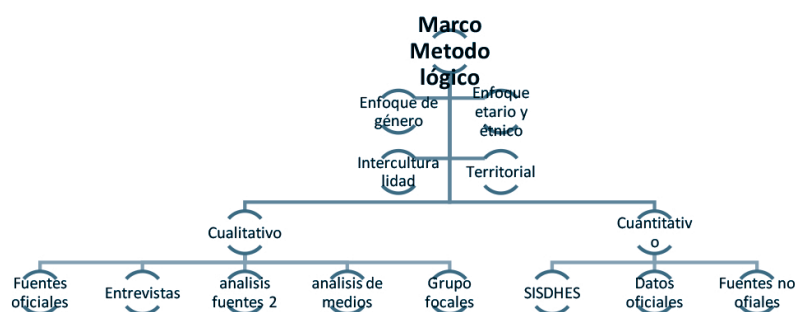 Marco
Metodo
lógico
Enfoque de
género
Enfoque
etario y
étnico
Intercultura
lidad
Territorial
Cualitativo
Cuantitativ
o
Fuentes
oficiales
Entrevistas
analisis
fuentes 2
análisis de
medios
Grupo
focales
SISDHES
Datos
oficiales
Fuentes no
ofiales